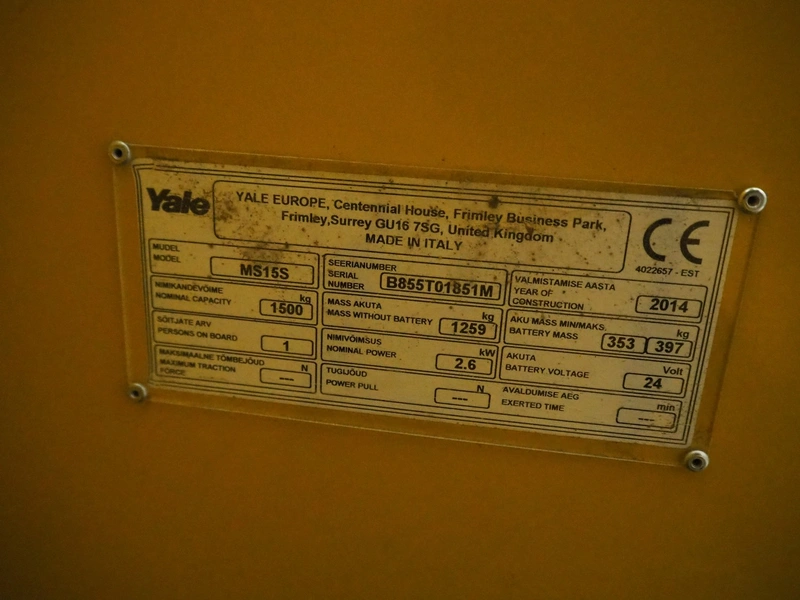 Yale
YALE EUROPE, Centennial House, Frimley Business Park,
Frimley,Surrey GU16 7SG, United Kingdom
MADE IN ITALY
CE
4022657 - EST
MUDEL
MODEL
MS15S
SEERIANUMBER
SERIAL
NUMBER
B855T01851M
VALMISTAMISE AASTA
YEAR OF
CONSTRUCTION
2014
NIMIKANDEVÕIME
NOMINAL CAPACITY
kg
1500
MASS AKUTA
MASS WITHOUT BATTERY
kg
1259
AKU MASS MIN/MAKS.
BATTERY MASS
kg
353 397
SÕITJATE ARV
PERSONS ON BOARD
1
NIMIVÕIMSUS
NOMINAL POWER
kW
2.6
AKUTA
BATTERY VOLTAGE
Volt
24
MAKSIMAALNE TÕMBEJÕUD
MAXIMUM TRACTION
FORCE
N
---
TUGIJÕUD
POWER PULL
N
---
AVALDUMISE AEG
EXERTED TIME
min
---